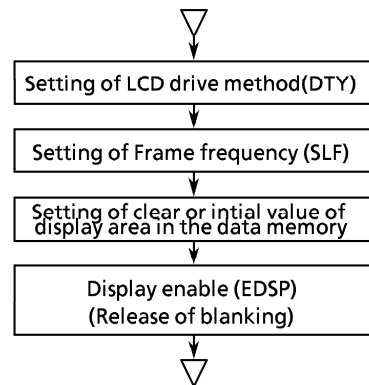 Setting of LCD drive method(DTY)
Setting of Frame frequency (SLF)
Setting of clear or intial value of
display area in the data memory
Display enable (EDSP)
(Release of blanking)